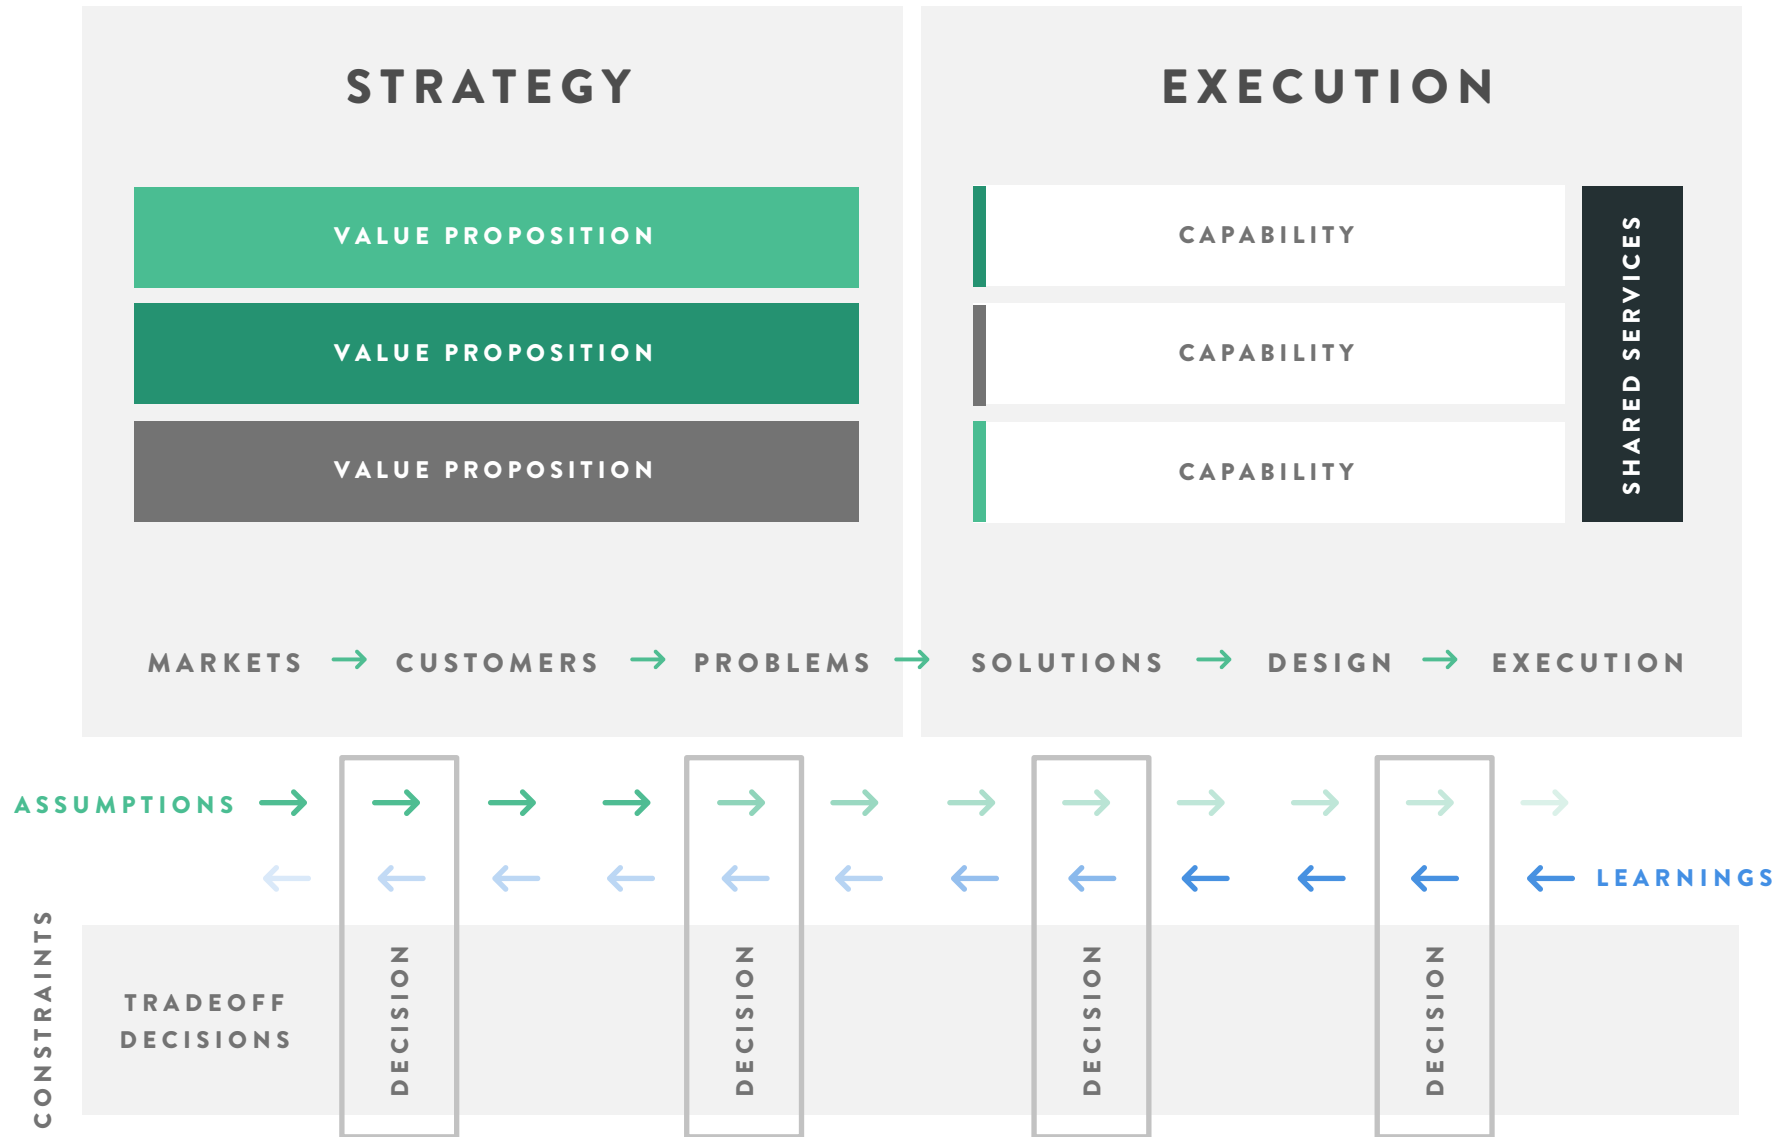 STRATEGY
VALUE PROPOSITION
VALUE PROPOSITION
VALUE PROPOSITION
EXECUTION
CAPABILITY
CAPABILITY
CAPABILITY
SHARED SERVICES
MARKETS → CUSTOMERS → PROBLEMS → SOLUTIONS → DESIGN → EXECUTION
ASSUMPTIONS
LEARNINGS
CONSTRAINTS
TRADEOFF
DECISIONS
DECISION
DECISION
DECISION
DECISION